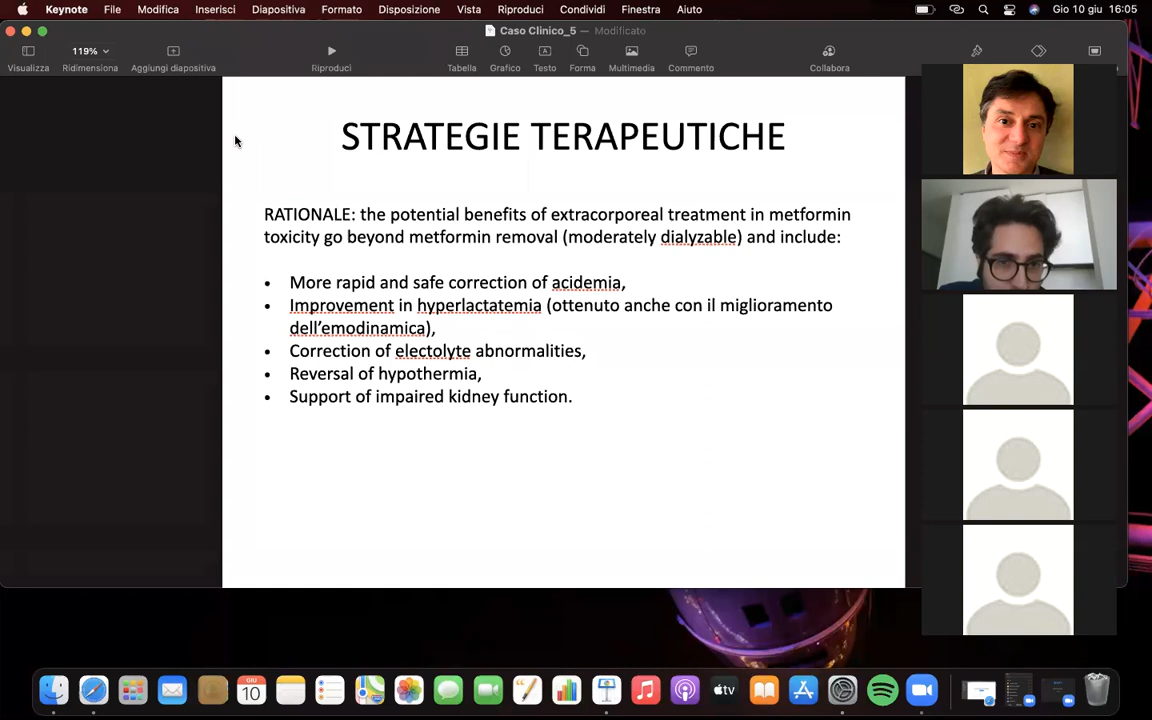 Keynote File Modifica Inserisci Diapositiva Formato Disposizione Vista Riproduci Condividi Finestra Aiuto Gio 10 giu 16:05
Caso Clinico_5 — Modificato
119%
Visualizza Ridimensiona Aggiungi diapositiva Riproduci Tabella Grafico Testo Forma Multimedia Commento Collabora
STRATEGIE TERAPEUTICHE
RATIONALE: the potential benefits of extracorporeal treatment in metformin
toxicity go beyond metformin removal (moderately dialyzable) and include:
• More rapid and safe correction of acidemia,
• Improvement in hyperlactatemia (ottenuto anche con il miglioramento
dell’emodinamica),
• Correction of electolyte abnormalities,
• Reversal of hypothermia,
• Support of impaired kidney function.
GIU
10
tv